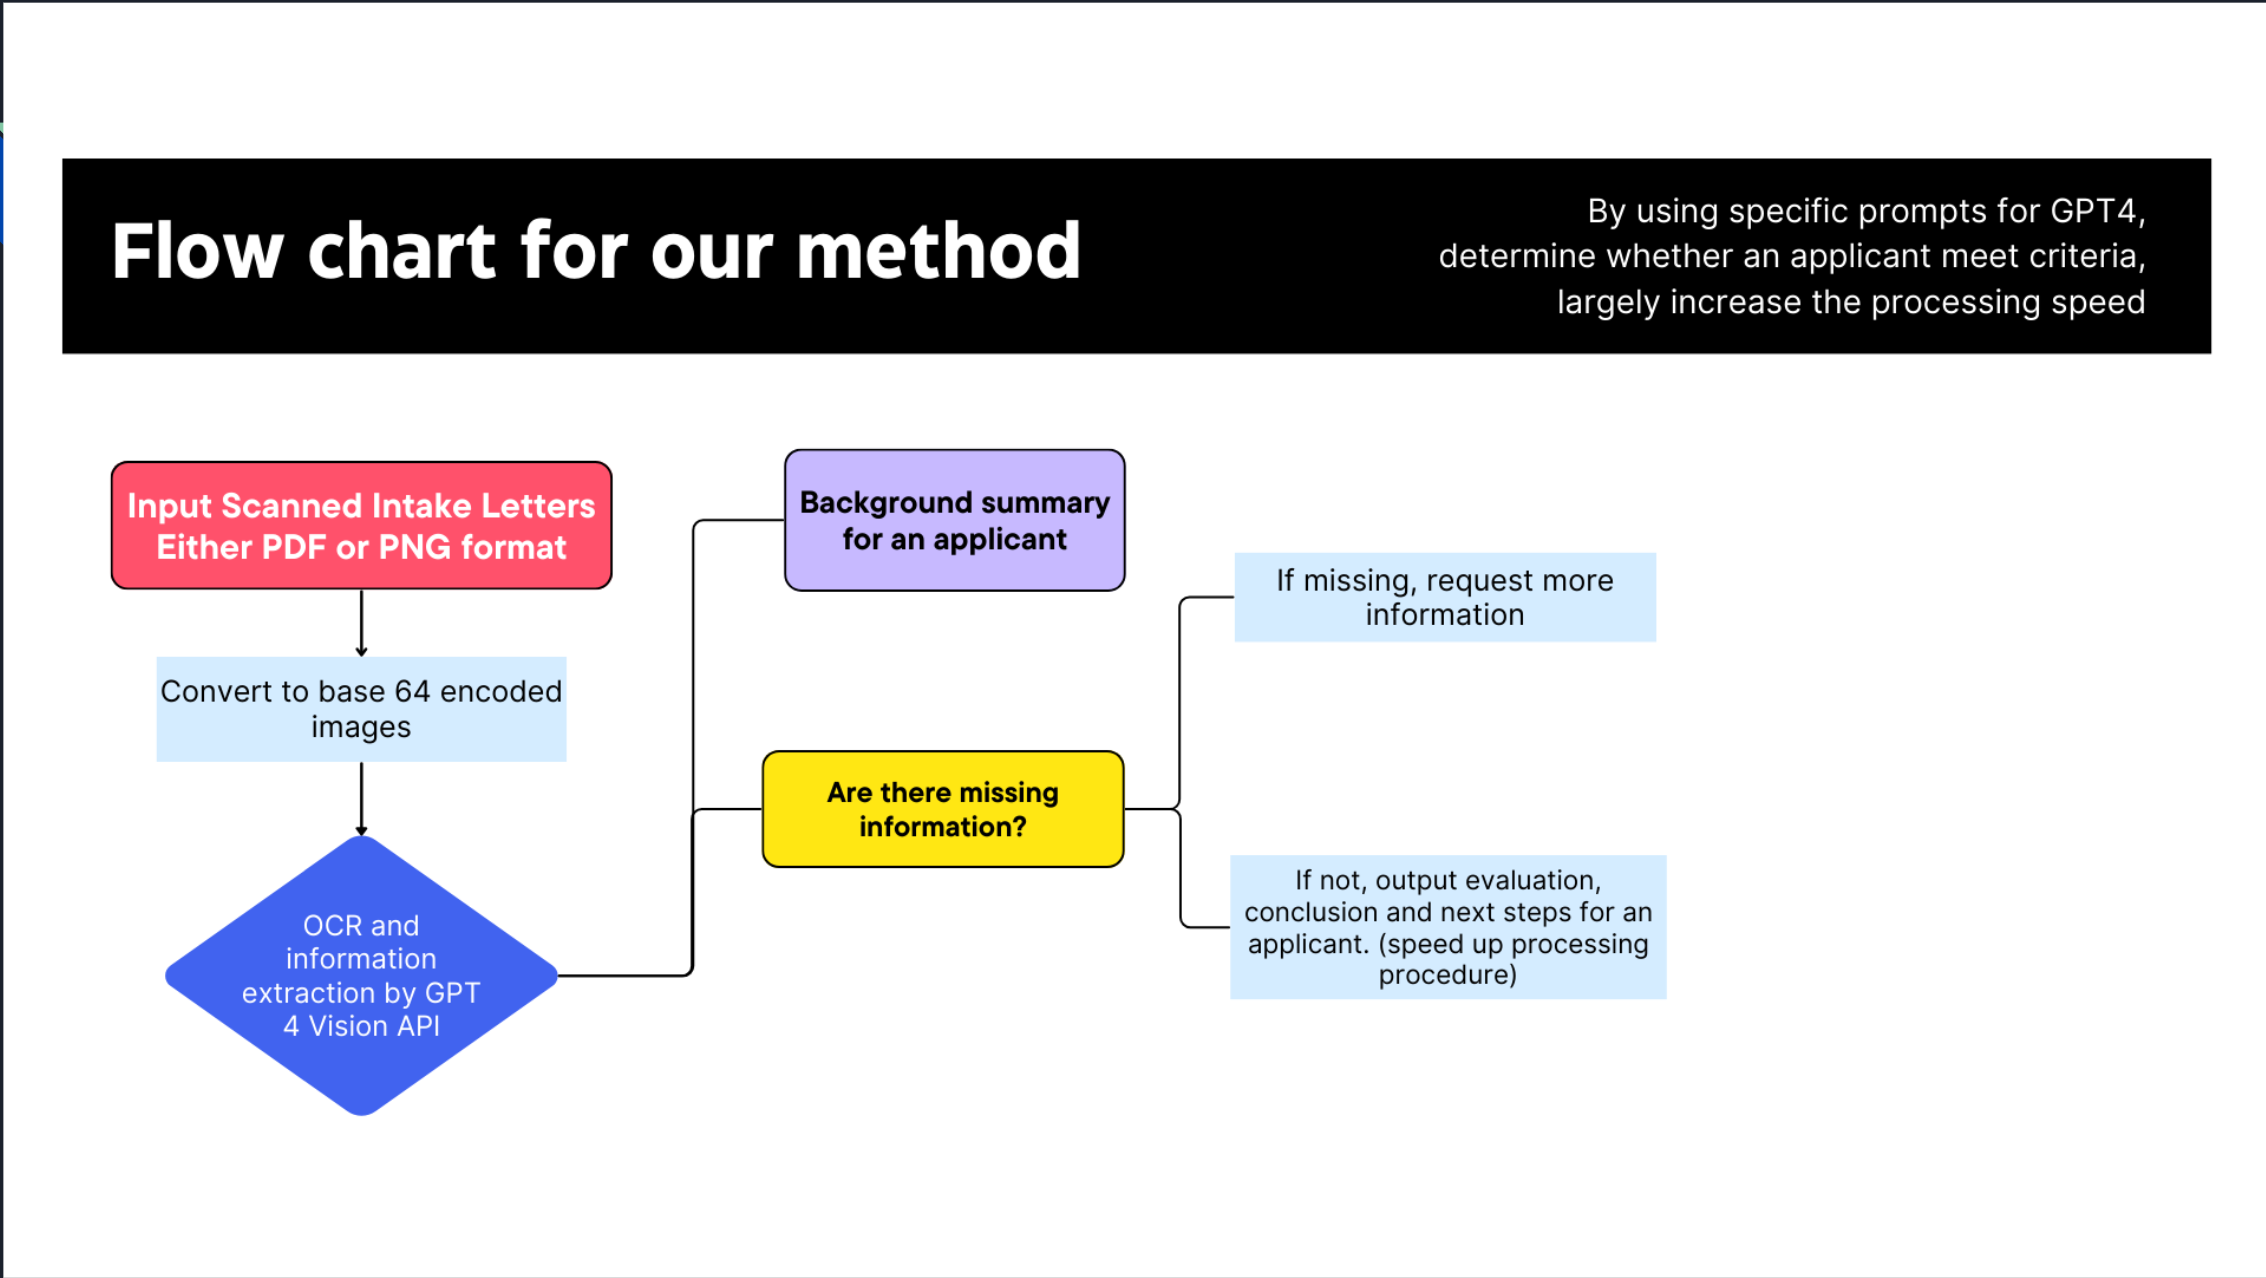 Flow chart for our method
By using specific prompts for GPT4,
determine whether an applicant meet criteria,
largely increase the processing speed
Input Scanned Intake Letters
Either PDF or PNG format
Convert to base 64 encoded
images
OCR and
information
extraction by GPT
4 Vision API
Background summary
for an applicant
Are there missing
information?
If missing, request more
information
If not, output evaluation,
conclusion and next steps for an
applicant. (speed up processing
procedure)